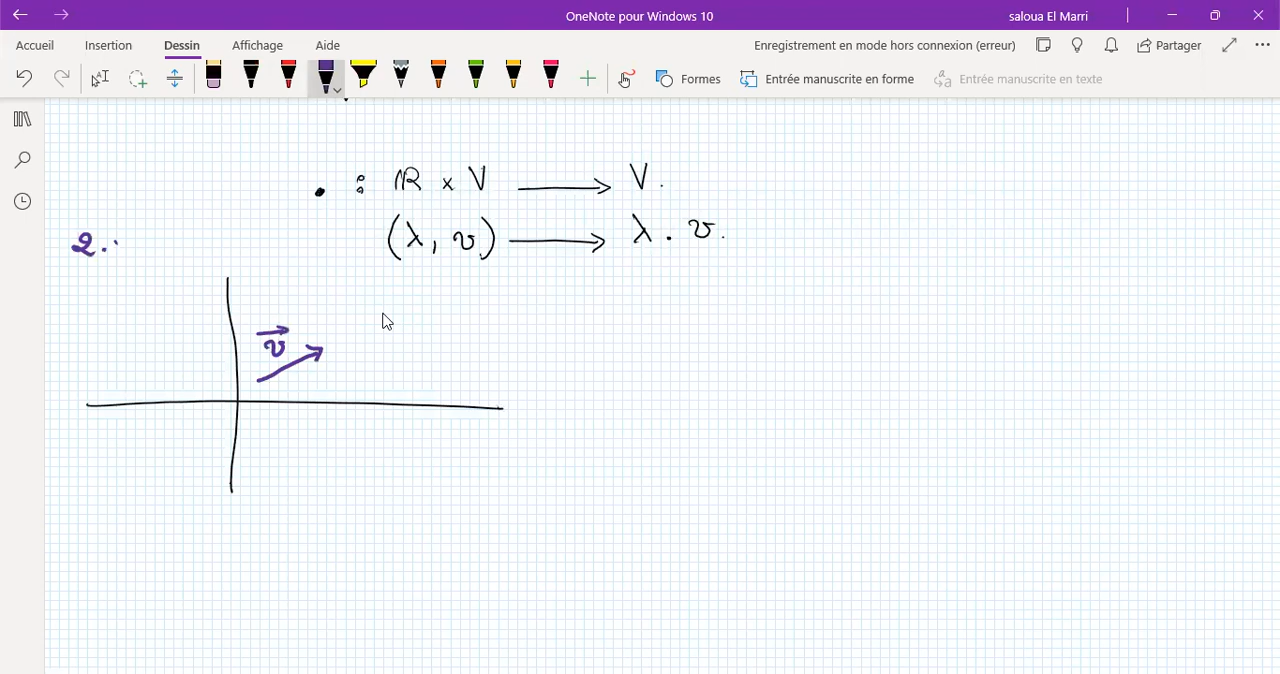 OneNote pour Windows 10
saloua El Marri
Accueil Insertion Dessin Affichage Aide
Enregistrement en mode hors connexion (erreur)
Partager
Formes
Entrée manuscrite en forme
Entrée manuscrite en texte
• : ℝ × V ⟶ V.
2. (λ, v) ⟶ λ . v.
v⃗